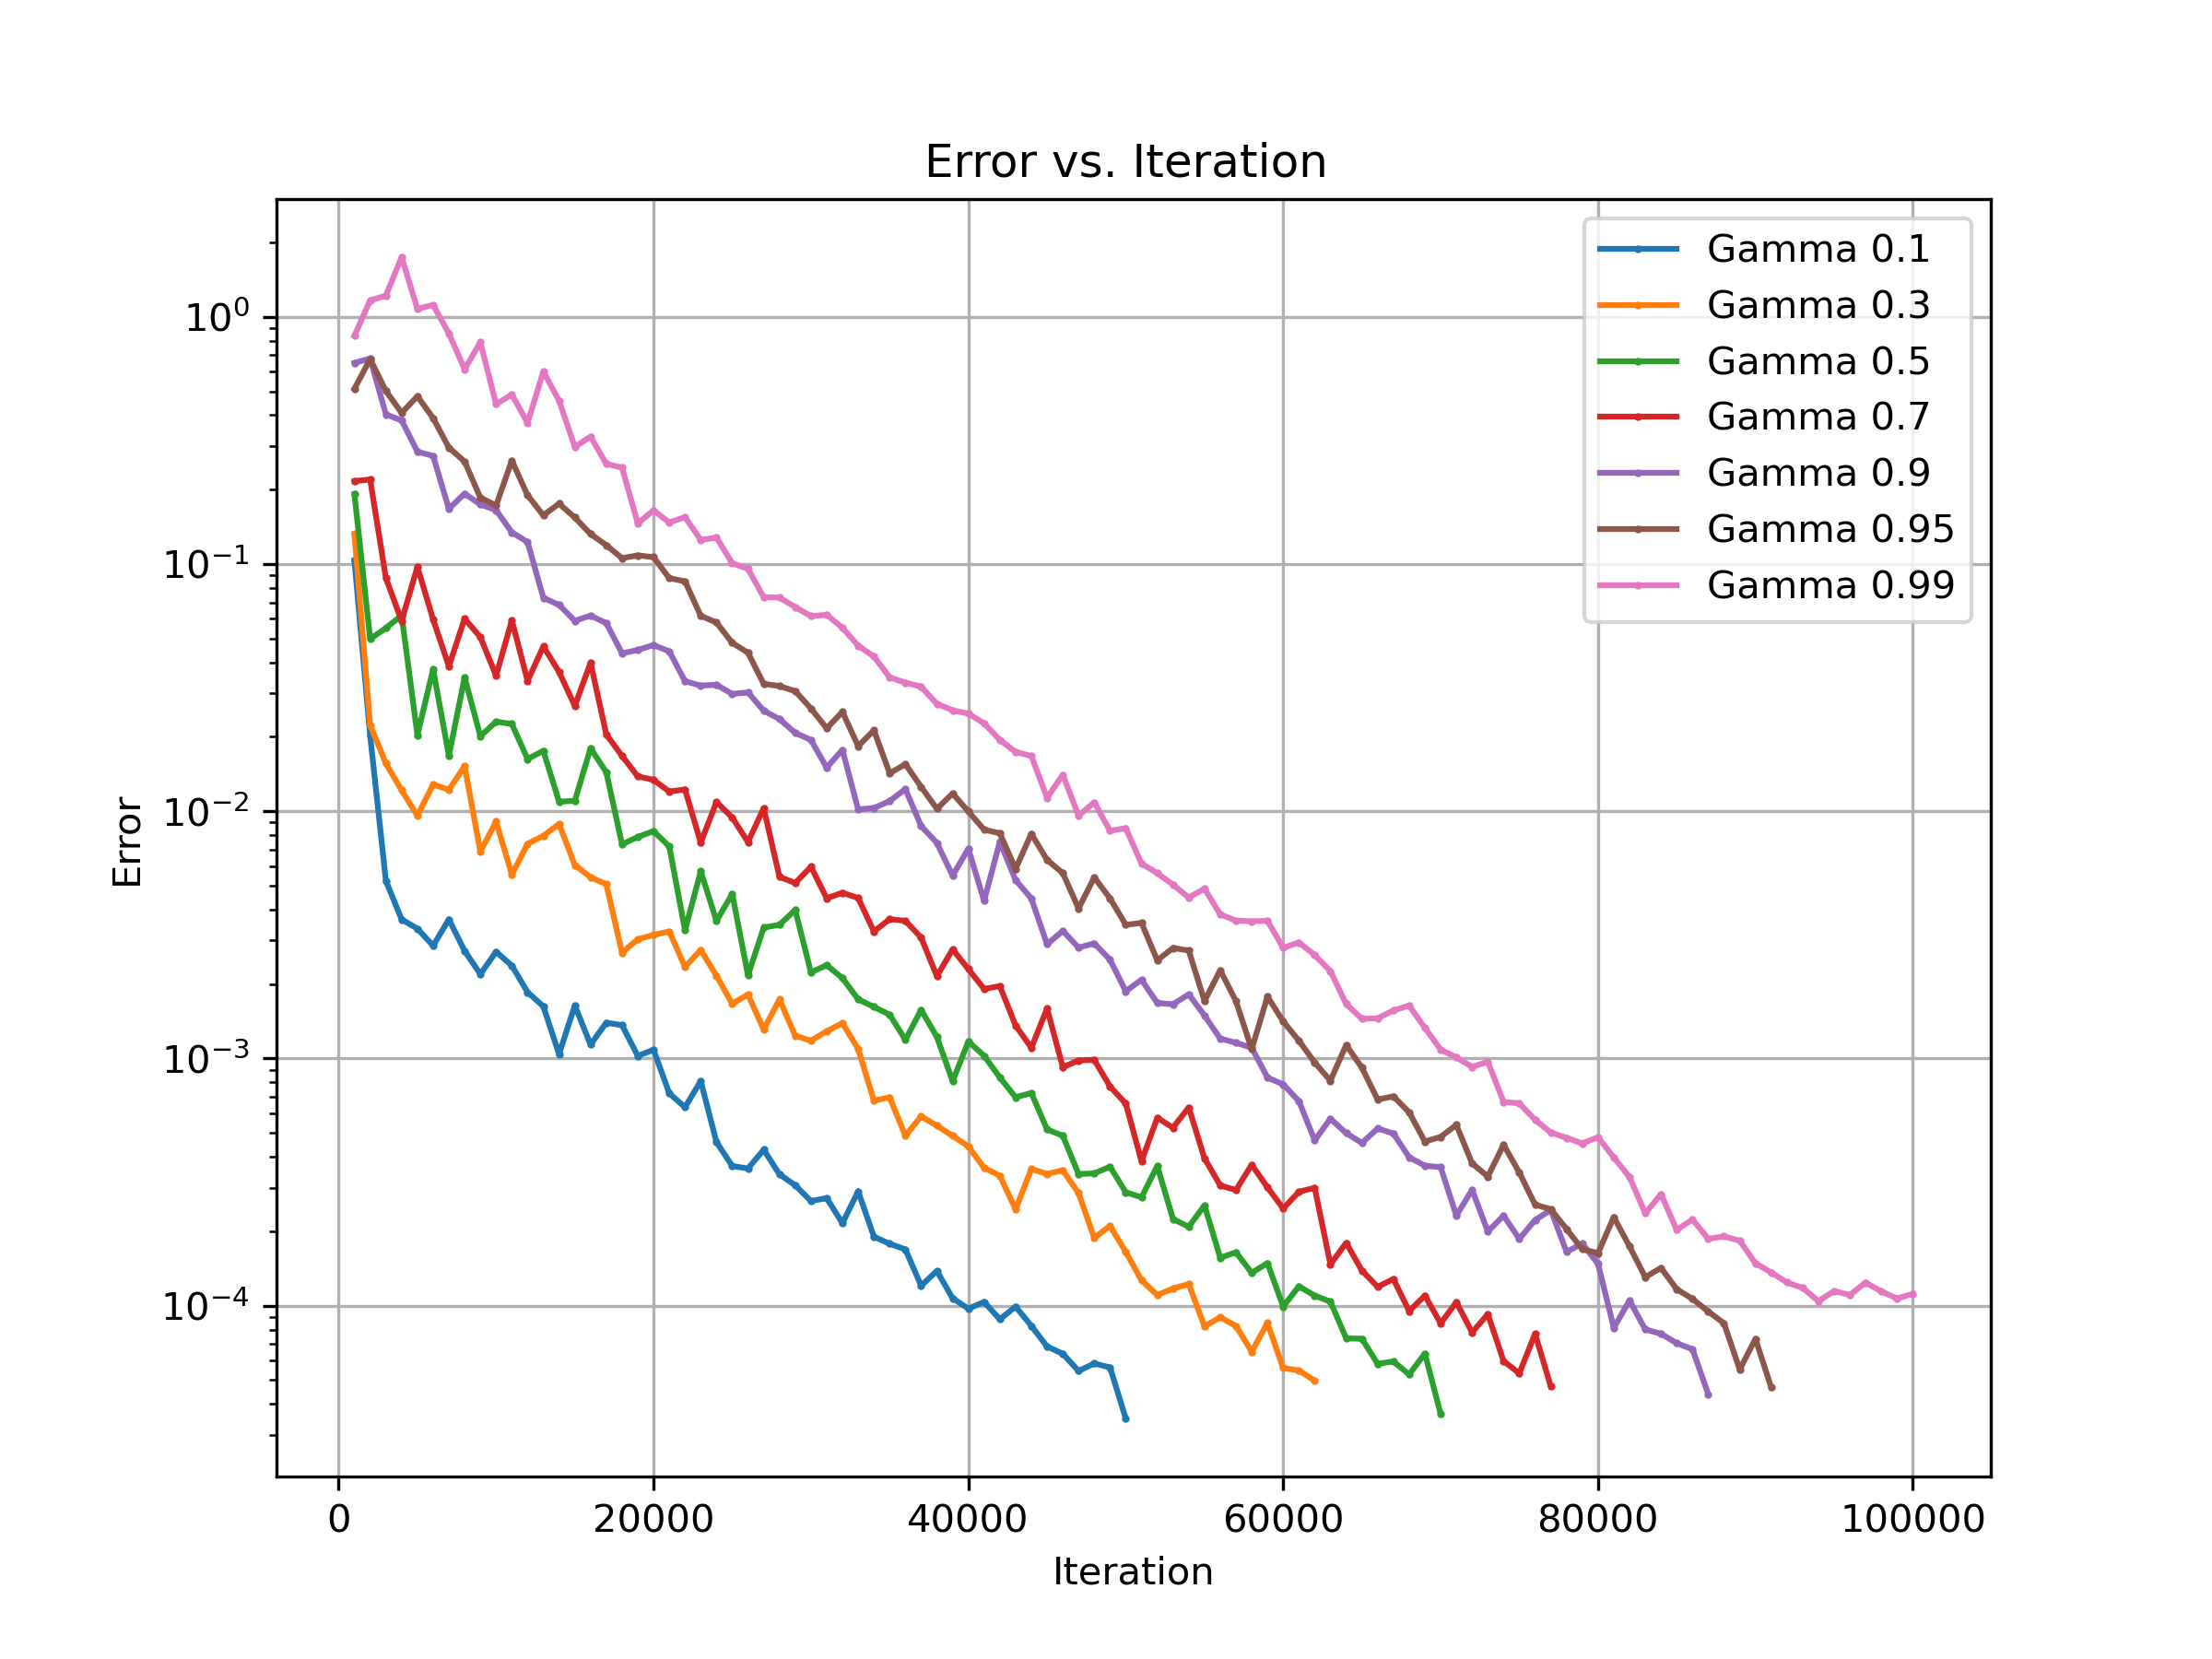 Error vs. Iteration
Error
10⁰
10⁻¹
10⁻²
10⁻³
10⁻⁴
Gamma 0.1
Gamma 0.3
Gamma 0.5
Gamma 0.7
Gamma 0.9
Gamma 0.95
Gamma 0.99
0 20000 40000 60000 80000 100000
Iteration